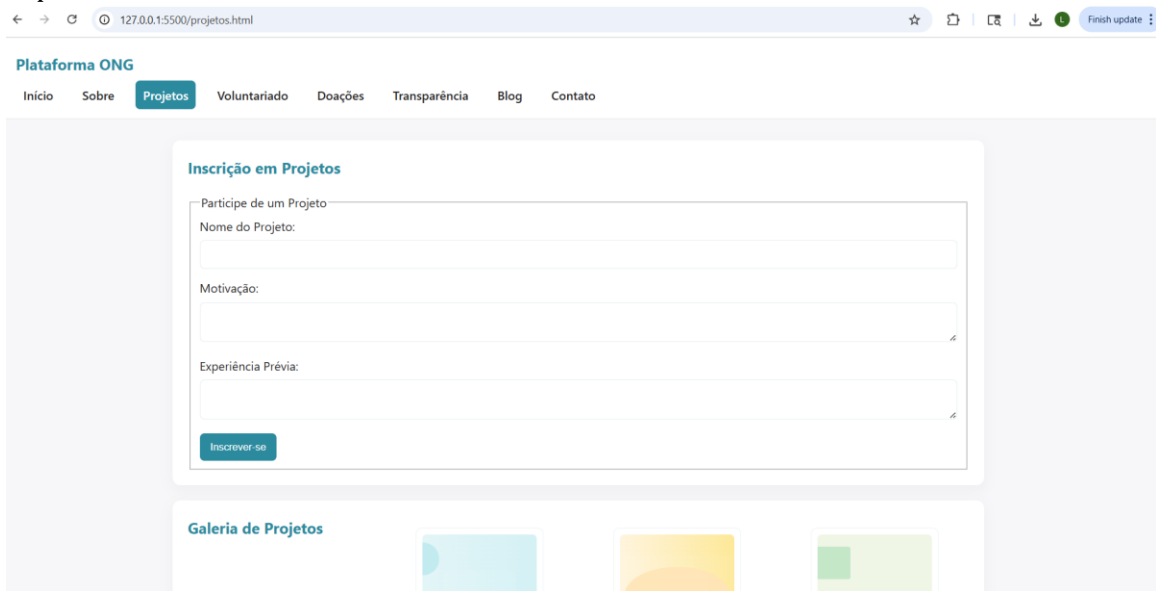 127.0.0.1:5500/projetos.html
L
Finish update
Plataforma ONG
Início Sobre Projetos Voluntariado Doações Transparência Blog Contato
Inscrição em Projetos
Participe de um Projeto
Nome do Projeto:
Motivação:
Experiência Prévia:
Inscrever-se
Galeria de Projetos